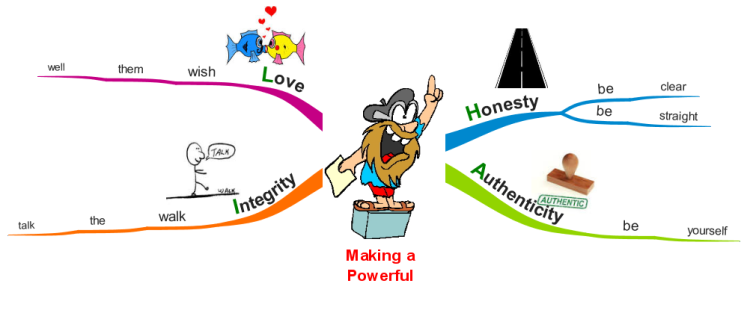 Honesty
be
clear
be
straight
Authenticity
AUTHENTIC
be
yourself
Integrity
TALK
WALK
walk
the
talk
Love
wish
them
well
Making a
Powerful